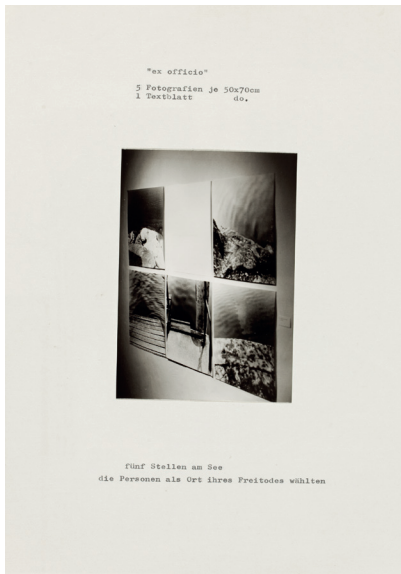 "ex officio"
5 Fotografien je 50x70cm
1 Textblatt do.
fünf Stellen am See
die Personen als Ort ihres Freitodes wählten